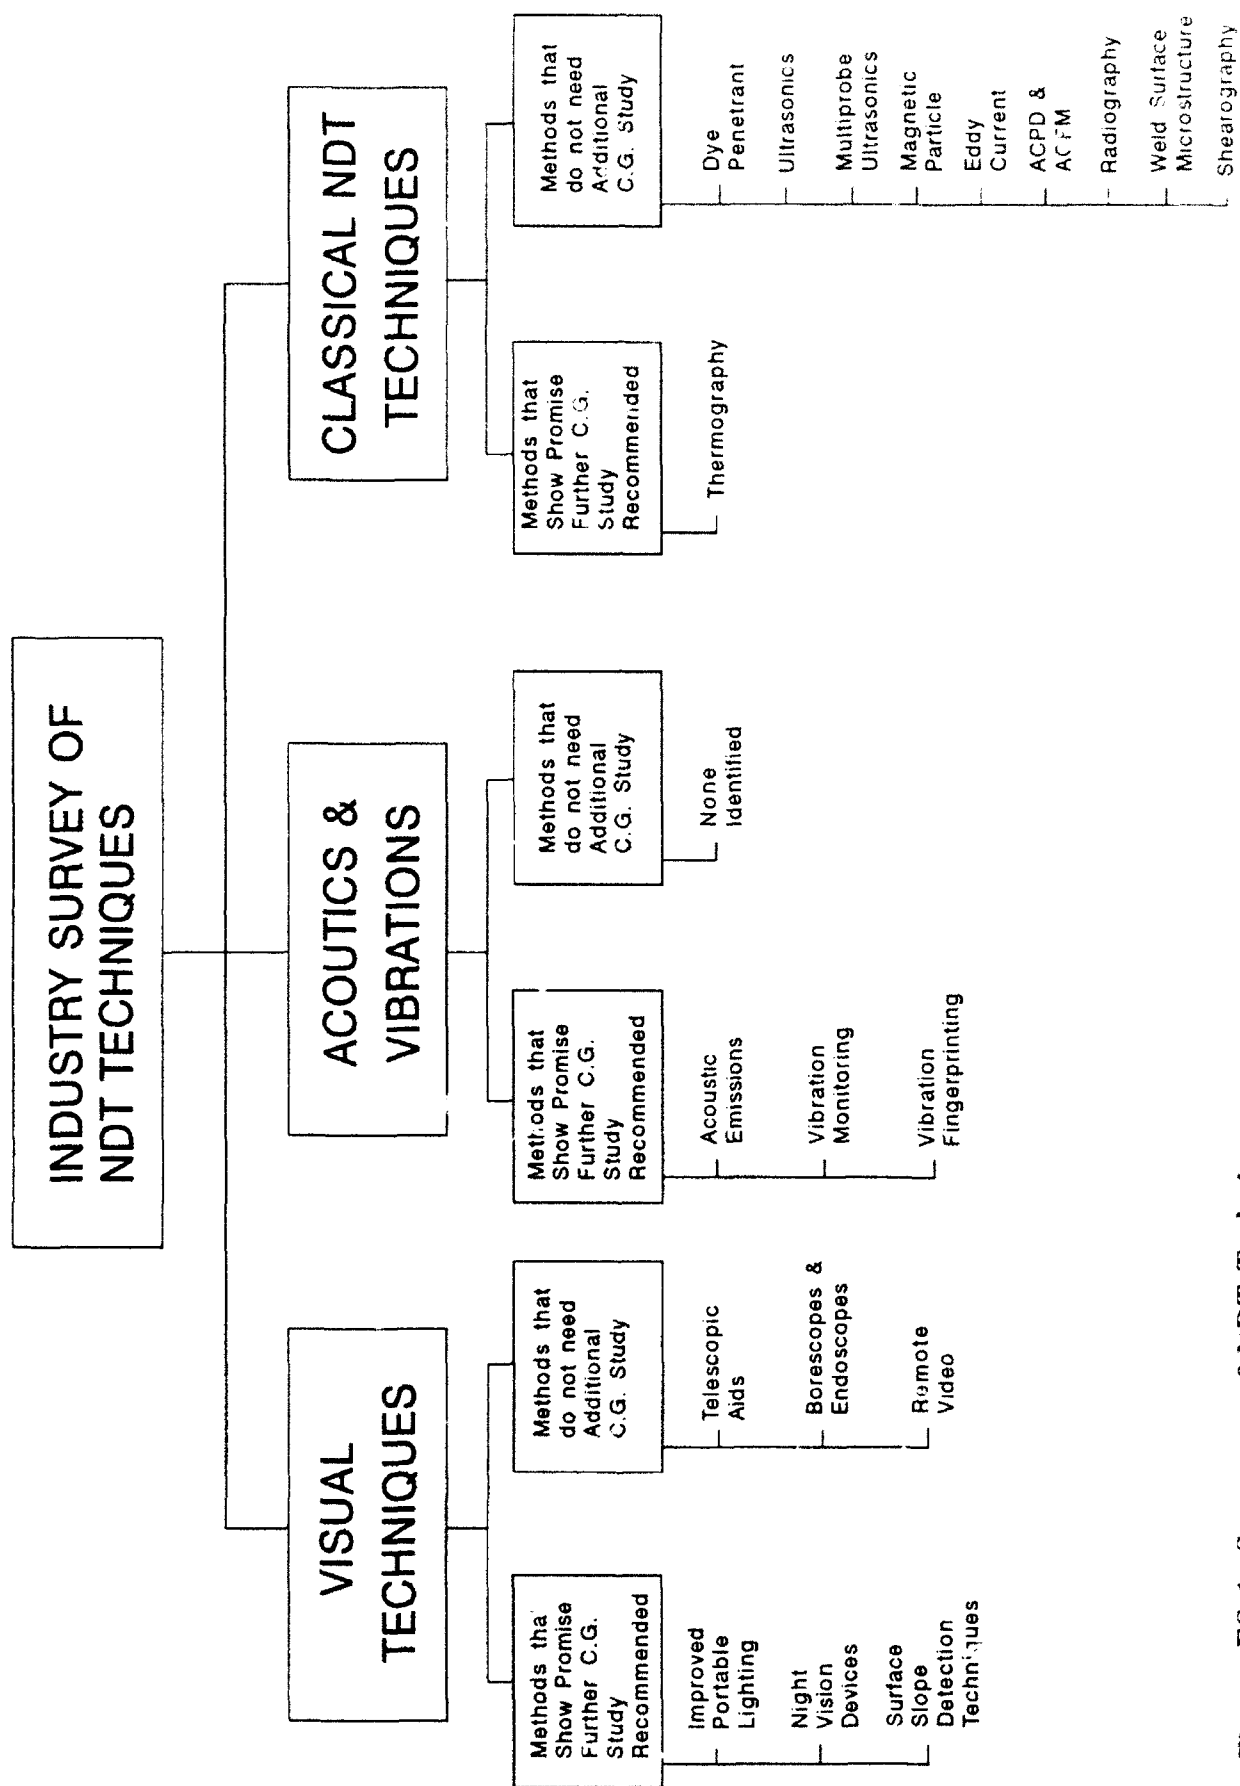 INDUSTRY SURVEY OF
NDT TECHNIQUES
VISUAL
TECHNIQUES
Methods tha
Show Promise
Further C.G.
Study
Recommended
Improved
Portable
Lighting
Night
Vision
Devices
Surface
Slope
Detection
Techniques
Methods that
do not need
Additional
C.G. Study
Telescopic
Aids
Borescopes &
Endoscopes
Remote
Video
ACOUTICS &
VIBRATIONS
Methods that
Show Promise
Further C.G.
Study
Recommended
Acoustic
Emissions
Vibration
Monitoring
Vibration
Fingerprinting
Methods that
do not need
Additional
C.G. Study
None
Identified
CLASSICAL NDT
TECHNIQUES
Methods that
Show Promise
Further C.G.
Study
Recommended
Thermography
Methods that
do not need
Additional
C.G. Study
Dye
Penetrant
Ultrasonics
Multiprobe
Ultrasonics
Magnetic
Particle
Eddy
Current
ACPD &
ACFM
Radiography
Weld Surface
Microstructure
Shearography